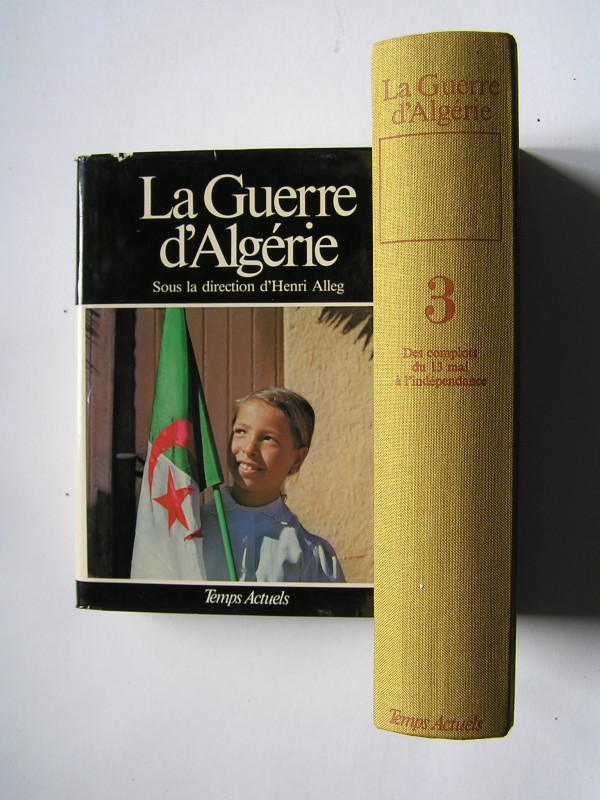 La Guerre
d'Algérie
Sous la direction d'Henri Alleg
Temps Actuels
La Guerre
d'Algérie
3
Des complots
du 13 mai
à l'indépendance
Temps Actuels